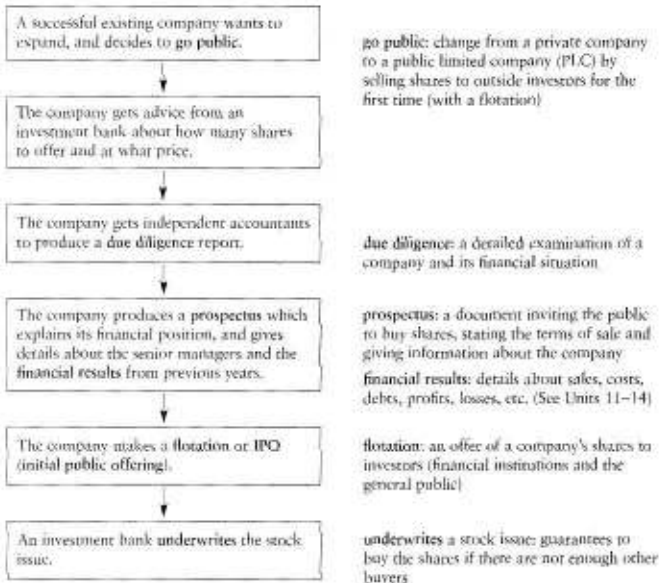 A successful existing company wants to
expand, and decides to go public.
go public: change from a private company
to a public limited company (PLC) by
selling shares to outside investors for the
first time (with a flotation)
The company gets advice from an
investment bank about how many shares
to offer and at what price.
The company gets independent accountants
to produce a due diligence report.
due diligence: a detailed examination of a
company and its financial situation
The company produces a prospectus which
explains its financial position, and gives
details about the senior managers and the
financial results from previous years.
prospectus: a document inviting the public
to buy shares, stating the terms of sale and
giving information about the company
financial results: details about sales, costs,
debts, profits, losses, etc. (See Units 11–14)
The company makes a flotation or IPO
(initial public offering).
flotation: an offer of a company's shares to
investors (financial institutions and the
general public)
An investment bank underwrites the stock
issue.
underwrites a stock issue: guarantees to
buy the shares if there are not enough other
buyers